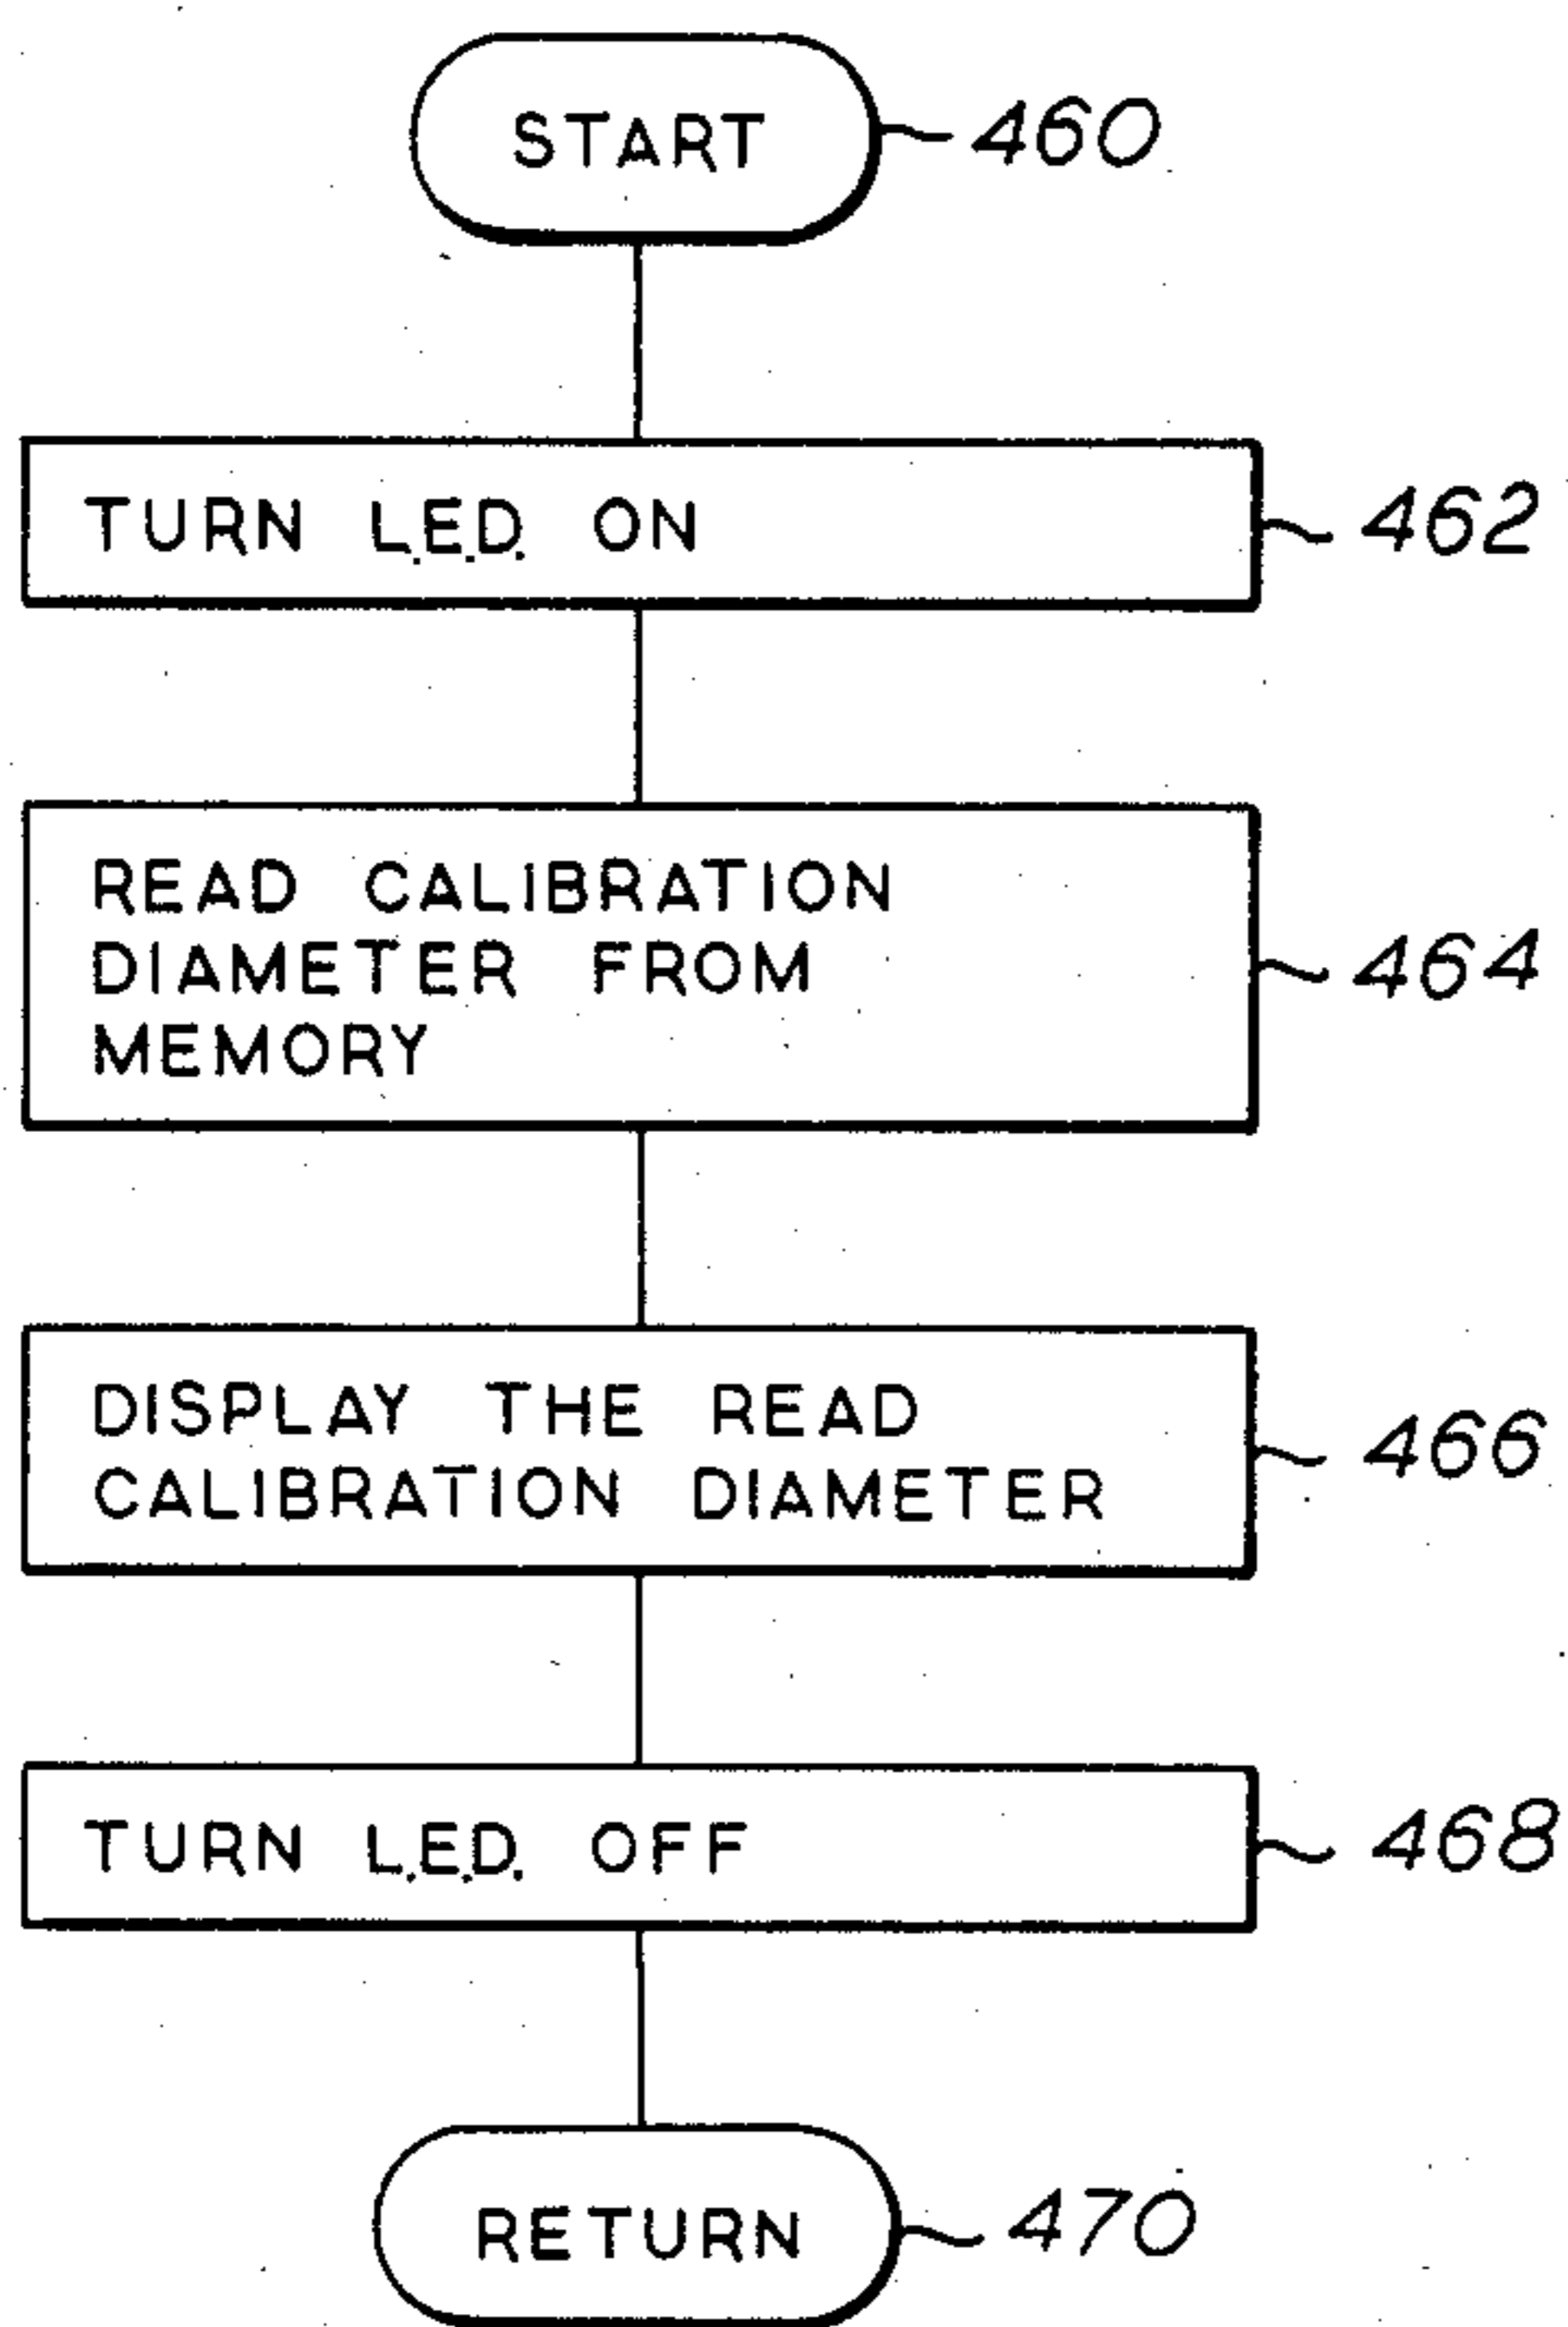 START 460
TURN L.E.D. ON 462
READ CALIBRATION
DIAMETER FROM 464
MEMORY
DISPLAY THE READ 466
CALIBRATION DIAMETER
TURN L.E.D. OFF 468
RETURN 470